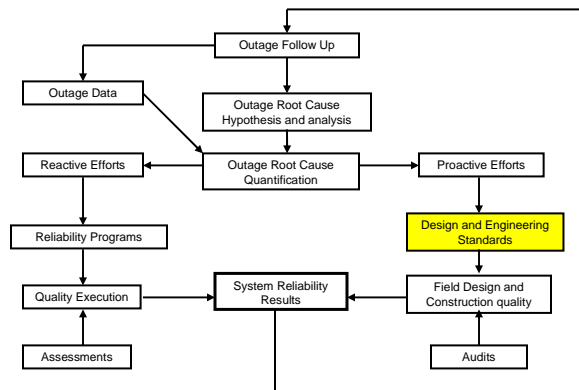 Outage Follow Up
Outage Data
Outage Root Cause
Hypothesis and analysis
Reactive Efforts
Outage Root Cause
Quantification
Proactive Efforts
Reliability Programs
Design and Engineering
Standards
Quality Execution
System Reliability
Results
Field Design and
Construction quality
Assessments
Audits